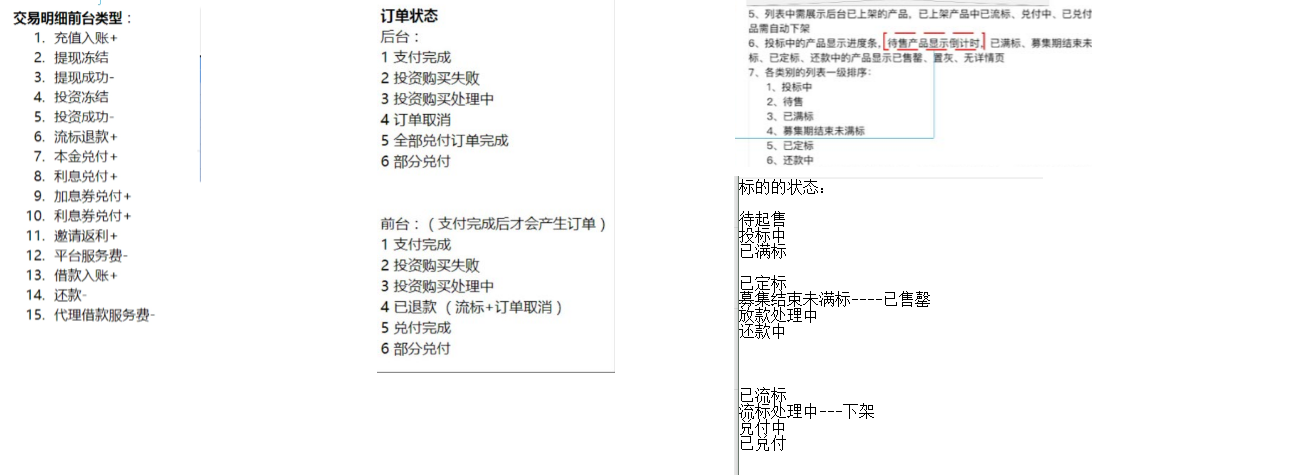 交易明细前台类型：
1. 充值入账+
2. 提现冻结
3. 提现成功-
4. 投资冻结
5. 投资成功-
6. 流标退款+
7. 本金兑付+
8. 利息兑付+
9. 加息券兑付+
10. 利息券兑付+
11. 邀请返利+
12. 平台服务费-
13. 借款入账+
14. 还款-
15. 代理借款服务费-
订单状态
后台：
1 支付完成
2 投资购买失败
3 投资购买处理中
4 订单取消
5 全部兑付订单完成
6 部分兑付
前台：（支付完成后才会产生订单）
1 支付完成
2 投资购买失败
3 投资购买处理中
4 已退款（流标+订单取消）
5 兑付完成
6 部分兑付
5、列表中需展示后台已上架的产品，已上架产品中已流标、兑付中、已兑付
品需自动下架
6、投标中的产品显示进度条，待售产品显示倒计时，已满标、募集期结束未
标、已定标、还款中的产品显示已售罄、置灰、无详情页
7、各类别的列表一级排序：
1、投标中
2、待售
3、已满标
4、募集期结束未满标
5、已定标
6、还款中
标的的状态：
待起售
投标中
已满标
已定标
募集结束未满标----已售罄
放款处理中
还款中
已流标
流标处理中---下架
兑付中
已兑付